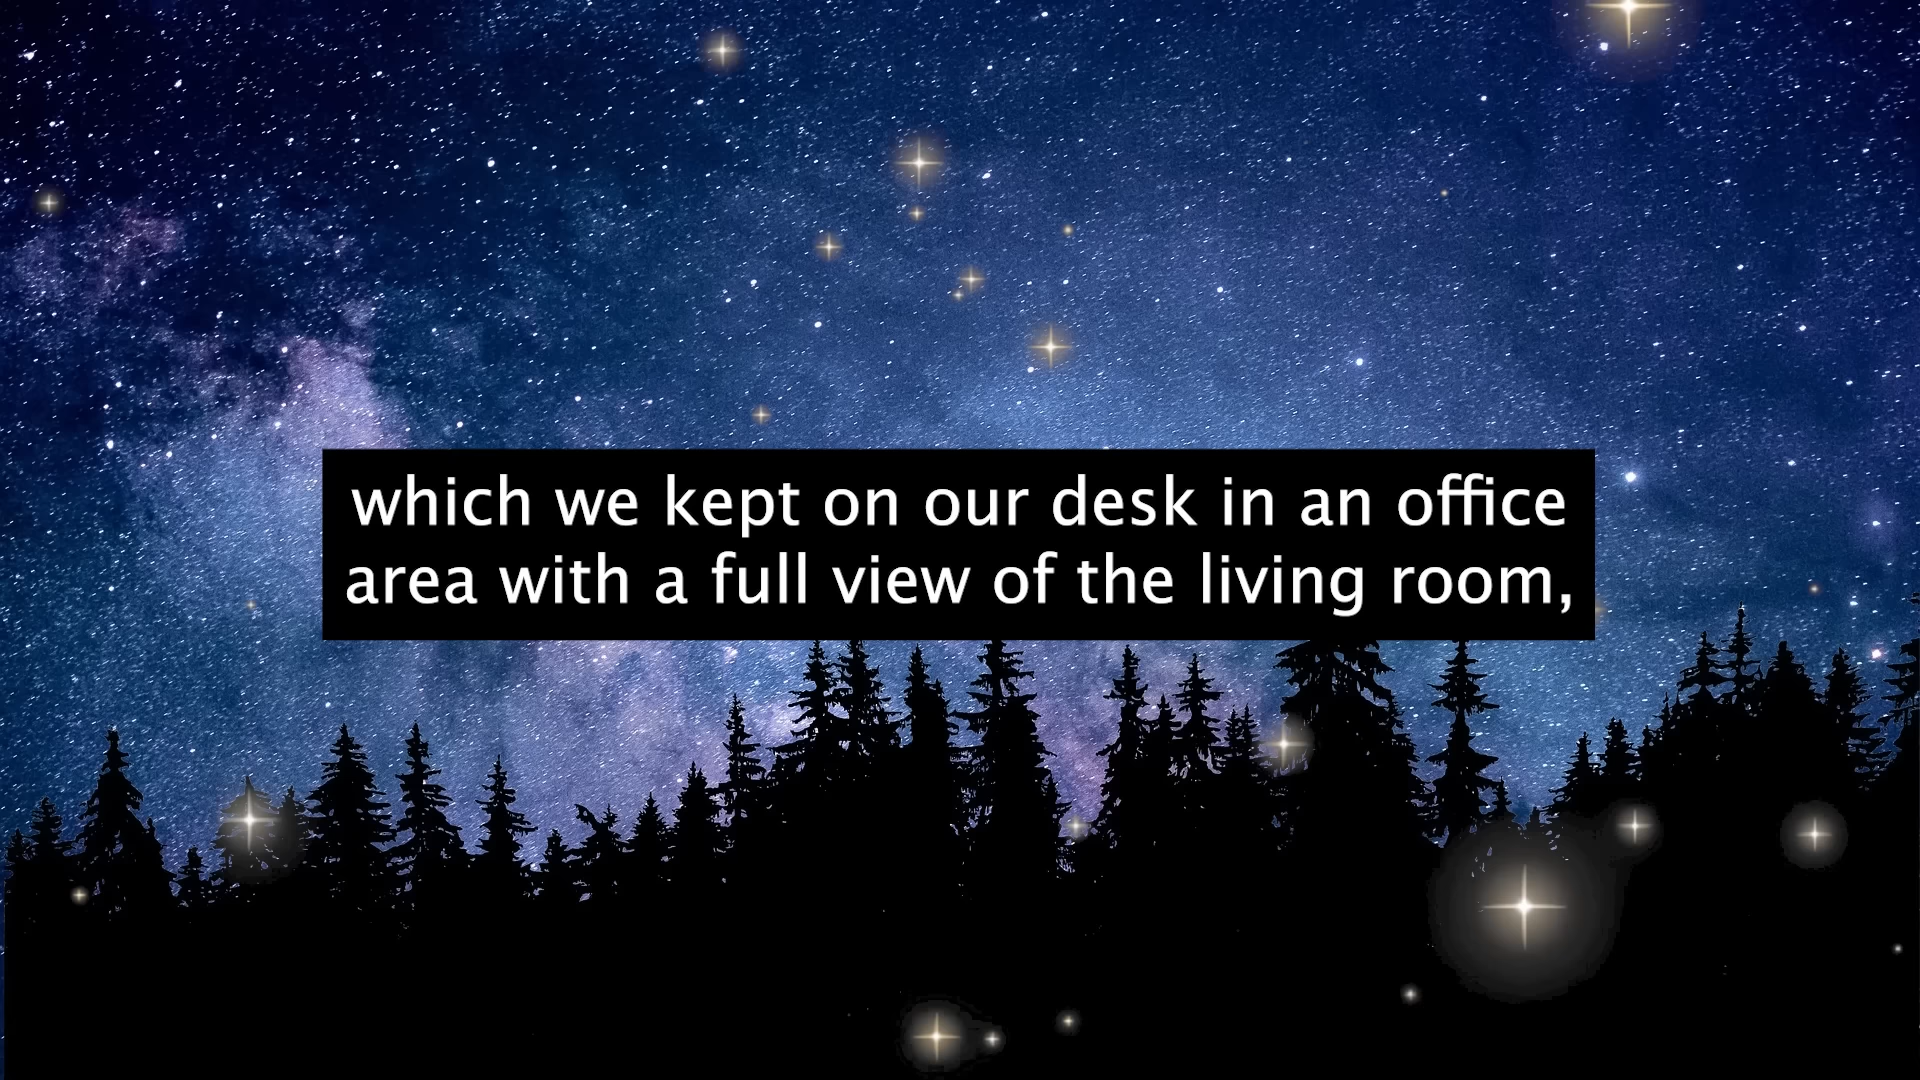 which we kept on our desk in an office
area with a full view of the living room,